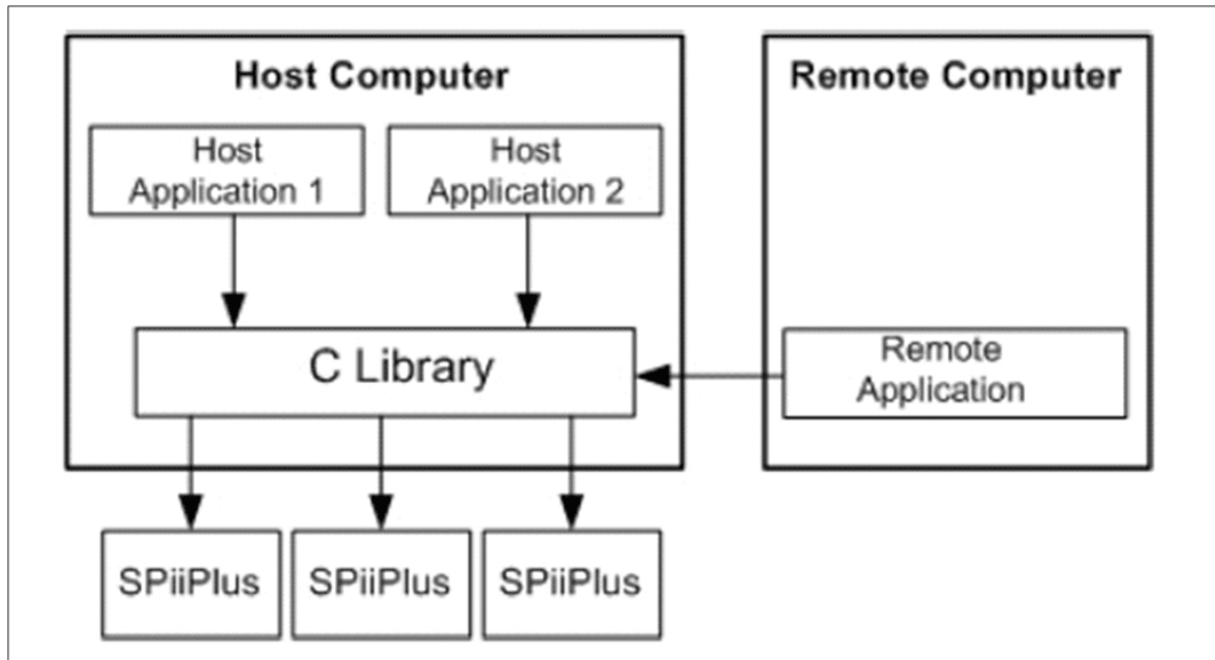 Host Computer
Host
Application 1
Host
Application 2
C Library
SPiiPlus
SPiiPlus
SPiiPlus
Remote Computer
Remote
Application